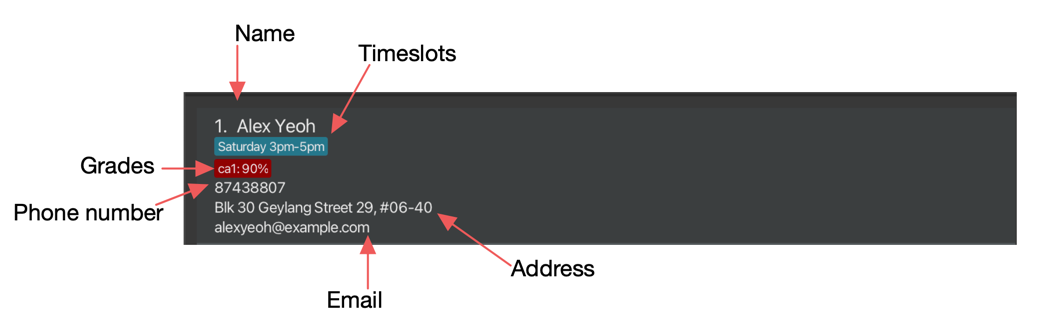 Name
Timeslots
1. Alex Yeoh
Saturday 3pm-5pm
Grades
ca1: 90%
87438807
Phone number
Blk 30 Geylang Street 29, #06-40
alexyeoh@example.com
Address
Email